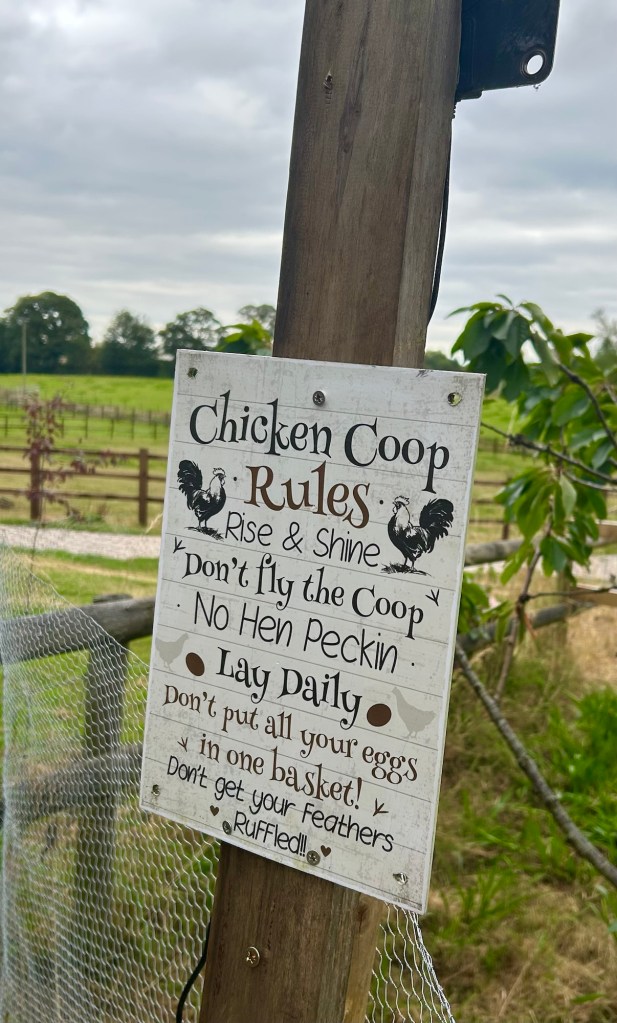 Chicken Coop
Rules
Rise & Shine
Don't fly the Coop
No Hen Peckin
Lay Daily
Don't put all your eggs
in one basket!
Don't get your Feathers
Ruffled!!